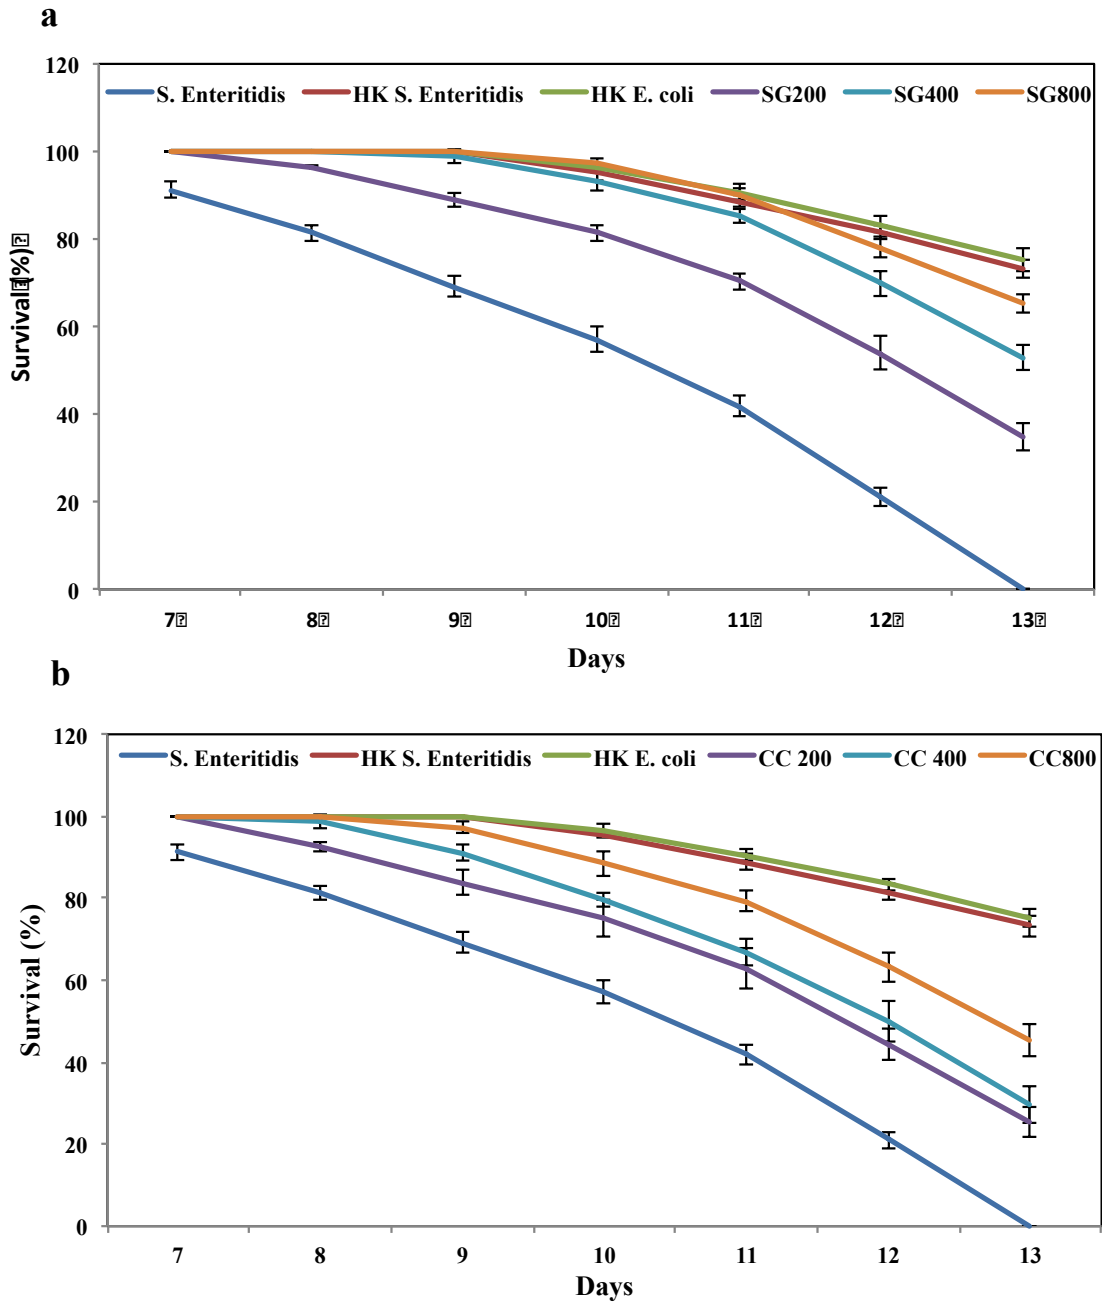 a
120
S. Enteritidis HK S. Enteritidis HK E. coli SG200 SG400 SG800
100
80
60
40
20
0
Survival (%)
7 8 9 10 11 12 13
Days
b
120
S. Enteritidis HK S. Enteritidis HK E. coli CC 200 CC 400 CC800
100
80
60
40
20
0
Survival (%)
7 8 9 10 11 12 13
Days